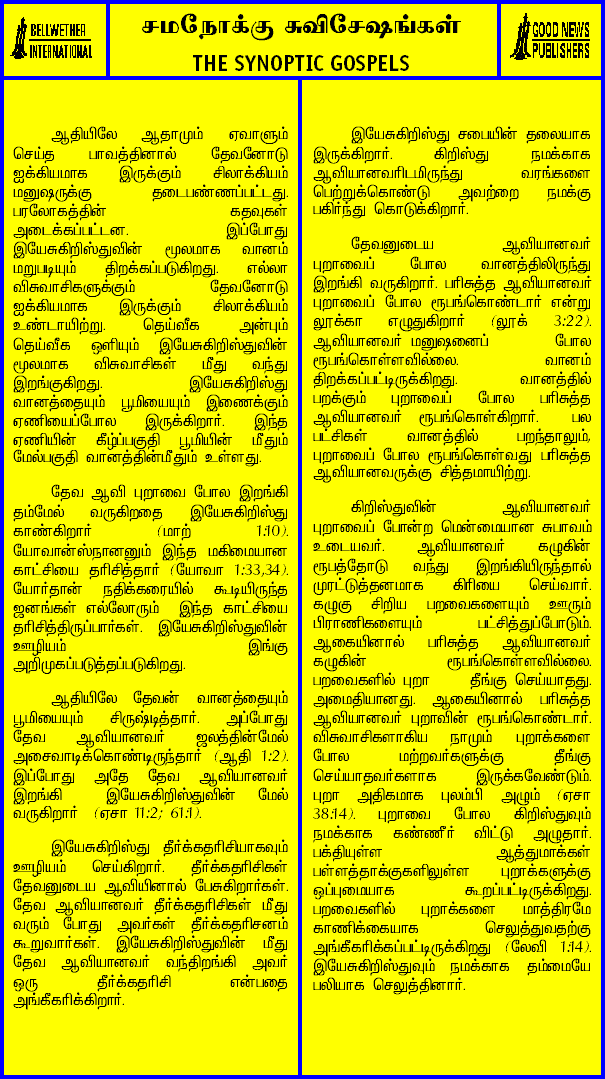 BELLWETHER
INTERNATIONAL
சமநோக்கு சுவிசேஷங்கள்
THE SYNOPTIC GOSPELS
GOOD NEWS
PUBLISHERS
ஆதியிலே ஆதாமும் ஏவாளும்
செய்த பாவத்தினால் தேவனோடு
ஐக்கியமாக இருக்கும் சிலாக்கியம்
மனுஷருக்கு தடைபண்ணப்பட்டது.
பரலோகத்தின் கதவுகள்
அடைக்கப்பட்டன. இப்போது
இயேசுகிறிஸ்துவின் மூலமாக வானம்
மறுபடியும் திறக்கப்படுகிறது. எல்லா
விசுவாசிகளுக்கும் தேவனோடு
ஐக்கியமாக இருக்கும் சிலாக்கியம்
உண்டாயிற்று. தெய்வீக அன்பும்
தெய்வீக ஒளியும் இயேசுகிறிஸ்துவின்
மூலமாக விசுவாசிகள் மீது வந்து
இறங்குகிறது. இயேசுகிறிஸ்து
வானத்தையும் பூமியையும் இணைக்கும்
ஏணியைப்போல இருக்கிறார். இந்த
ஏணியின் கீழ்ப்பகுதி பூமியின் மீதும்
மேல்பகுதி வானத்தின்மீதும் உள்ளது.
தேவ ஆவி புறாவை போல இறங்கி
தம்மேல் வருகிறதை இயேசுகிறிஸ்து
காண்கிறார் (மாற் 1:10).
யோவான்ஸ்நானனும் இந்த மகிமையான
காட்சியை தரிசித்தார் (யோவா 1:33,34).
யோர்தான் நதிக்கரையில் கூடியிருந்த
ஜனங்கள் எல்லோரும் இந்த காட்சியை
தரிசித்திருப்பார்கள். இயேசுகிறிஸ்துவின்
ஊழியம் இங்கு
அறிமுகப்படுத்தப்படுகிறது.
ஆதியிலே தேவன் வானத்தையும்
பூமியையும் சிருஷ்டித்தார். அப்போது
தேவ ஆவியானவர் ஜலத்தின்மேல்
அசைவாடிக்கொண்டிருந்தார் (ஆதி 1:2).
இப்போது அதே தேவ ஆவியானவர்
இறங்கி இயேசுகிறிஸ்துவின் மேல்
வருகிறார் (ஏசா 11:2; 61:1).
இயேசுகிறிஸ்து தீர்க்கதரிசியாகவும்
ஊழியம் செய்கிறார். தீர்க்கதரிசிகள்
தேவனுடைய ஆவியினால் பேசுகிறார்கள்.
தேவ ஆவியானவர் தீர்க்கதரிசிகள் மீது
வரும் போது அவர்கள் தீர்க்கதரிசனம்
கூறுவார்கள். இயேசுகிறிஸ்துவின் மீது
தேவ ஆவியானவர் வந்திறங்கி அவர்
ஒரு தீர்க்கதரிசி என்பதை
அங்கீகரிக்கிறார்.
இயேசுகிறிஸ்து சபையின் தலையாக
இருக்கிறார். கிறிஸ்து நமக்காக
ஆவியானவரிடமிருந்து வரங்களை
பெற்றுக்கொண்டு அவற்றை நமக்கு
பகிர்ந்து கொடுக்கிறார்.
தேவனுடைய ஆவியானவர்
புறாவைப் போல வானத்திலிருந்து
இறங்கி வருகிறார். பரிசுத்த ஆவியானவர்
புறாவைப் போல ரூபங்கொண்டார் என்று
லூக்கா எழுதுகிறார் (லூக் 3:22).
ஆவியானவர் மனுஷனைப் போல
ரூபங்கொள்ளவில்லை. வானம்
திறக்கப்பட்டிருக்கிறது. வானத்தில்
பறக்கும் புறாவைப் போல பரிசுத்த
ஆவியானவர் ரூபங்கொள்கிறார். பல
பட்சிகள் வானத்தில் பறந்தாலும்,
புறாவைப் போல ரூபங்கொள்வது பரிசுத்த
ஆவியானவருக்கு சித்தமாயிற்று.
கிறிஸ்துவின் ஆவியானவர்
புறாவைப் போன்ற மென்மையான சுபாவம்
உடையவர். ஆவியானவர் கழுகின்
ரூபத்தோடு வந்து இறங்கியிருந்தால்
முரட்டுத்தனமாக கிரியை செய்வார்.
கழுகு சிறிய பறவைகளையும் ஊரும்
பிராணிகளையும் பட்சித்துப்போடும்.
ஆகையினால் பரிசுத்த ஆவியானவர்
கழுகின் ரூபங்கொள்ளவில்லை.
பறவைகளில் புறா தீங்கு செய்யாதது.
அமைதியானது. ஆகையினால் பரிசுத்த
ஆவியானவர் புறாவின் ரூபங்கொண்டார்.
விசுவாசிகளாகிய நாமும் புறாக்களை
போல மற்றவர்களுக்கு தீங்கு
செய்யாதவர்களாக இருக்கவேண்டும்.
புறா அதிகமாக புலம்பி அழும் (ஏசா
38:14). புறாவை போல கிறிஸ்துவும்
நமக்காக கண்ணீர் விட்டு அழுதார்.
பக்தியுள்ள ஆத்துமாக்கள்
பள்ளத்தாக்குகளிலுள்ள புறாக்களுக்கு
ஒப்புமையாக கூறப்பட்டிருக்கிறது.
பறவைகளில் புறாக்களை மாத்திரமே
காணிக்கையாக செலுத்துவதற்கு
அங்கீகரிக்கப்பட்டிருக்கிறது (லேவி 1:14).
இயேசுகிறிஸ்துவும் நமக்காக தம்மையே
பலியாக செலுத்தினார்.